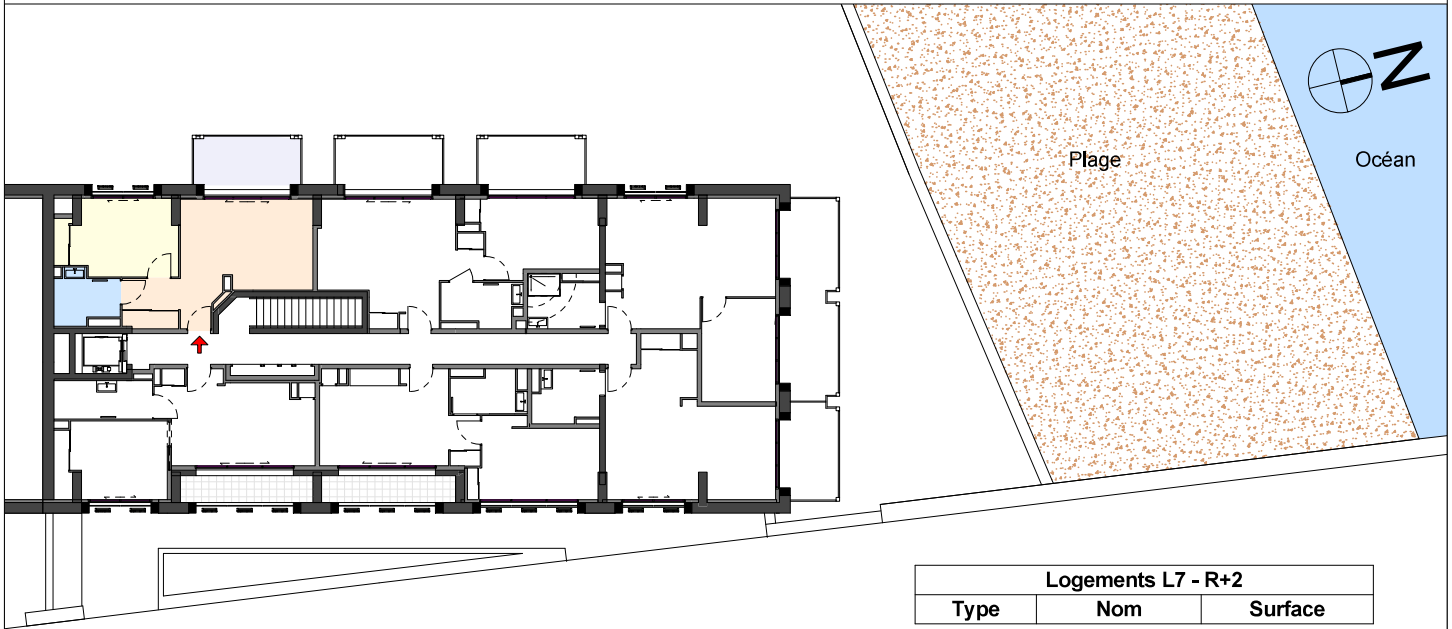 N
Plage
Océan
Logements L7 - R+2
Type Nom Surface